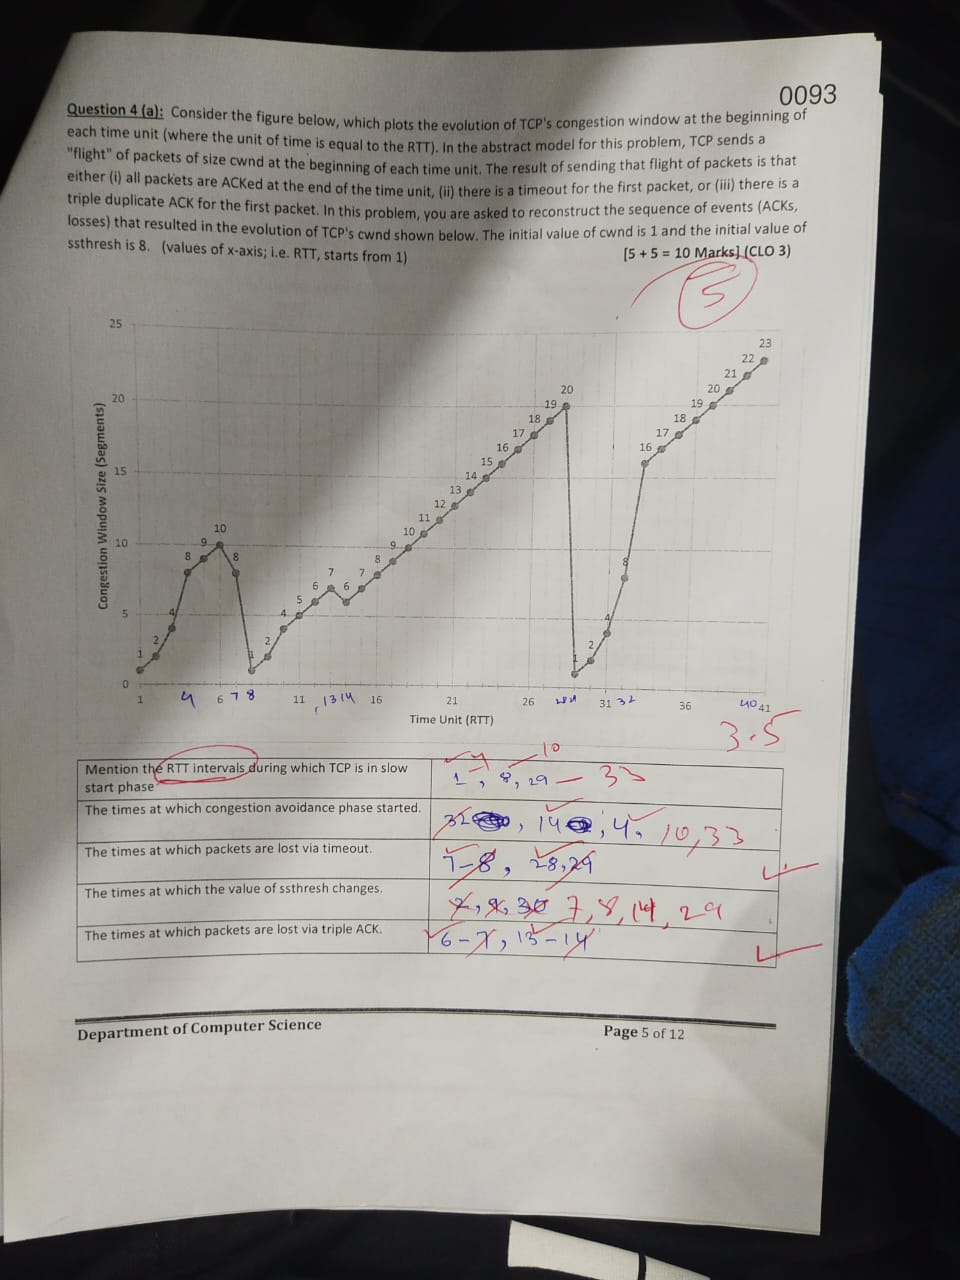 0093
Question 4 (a): Consider the figure below, which plots the evolution of TCP's congestion window at the beginning of
each time unit (where the unit of time is equal to the RTT). In the abstract model for this problem, TCP sends a
"flight" of packets of size cwnd at the beginning of each time unit. The result of sending that flight of packets is that
either (i) all packets are ACKed at the end of the time unit, (ii) there is a timeout for the first packet, or (iii) there is a
triple duplicate ACK for the first packet. In this problem, you are asked to reconstruct the sequence of events (ACKs,
losses) that resulted in the evolution of TCP's cwnd shown below. The initial value of cwnd is 1 and the initial value of
ssthresh is 8. (values of x-axis; i.e. RTT, starts from 1)
[5 + 5 = 10 Marks] (CLO 3)
5
Congestion Window Size (Segments)
25
20
15
10
5
0
1 2 4 8 9 10 8 1 2 4 5 6 7 6 7 8 9 10 11 12 13 14 15 16 17 18 19 20 1 2 4 8 16 17 18 19 20 21 22 23
1 4 6 7 8 11 13 14 16 21 26 31 32 36 40 41
Time Unit (RTT)
3.5
Mention the RTT intervals during which TCP is in slow
start phase
4 10
1, 8, 29 — 33
The times at which congestion avoidance phase started.
32, 14, 4, 10, 33
The times at which packets are lost via timeout.
7-8, 28,29
The times at which the value of ssthresh changes.
30 7, 8, 14, 29
The times at which packets are lost via triple ACK.
6-7, 13-14
Department of Computer Science
Page 5 of 12